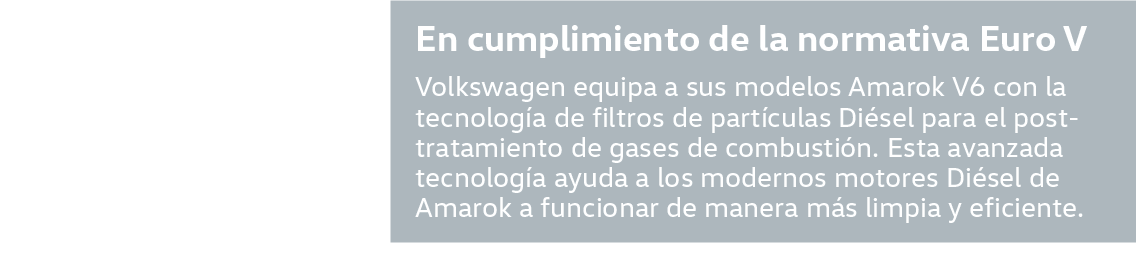 En cumplimiento de la normativa Euro V
Volkswagen equipa a sus modelos Amarok V6 con la
tecnología de filtros de partículas Diésel para el post-
tratamiento de gases de combustión. Esta avanzada
tecnología ayuda a los modernos motores Diésel de
Amarok a funcionar de manera más limpia y eficiente.